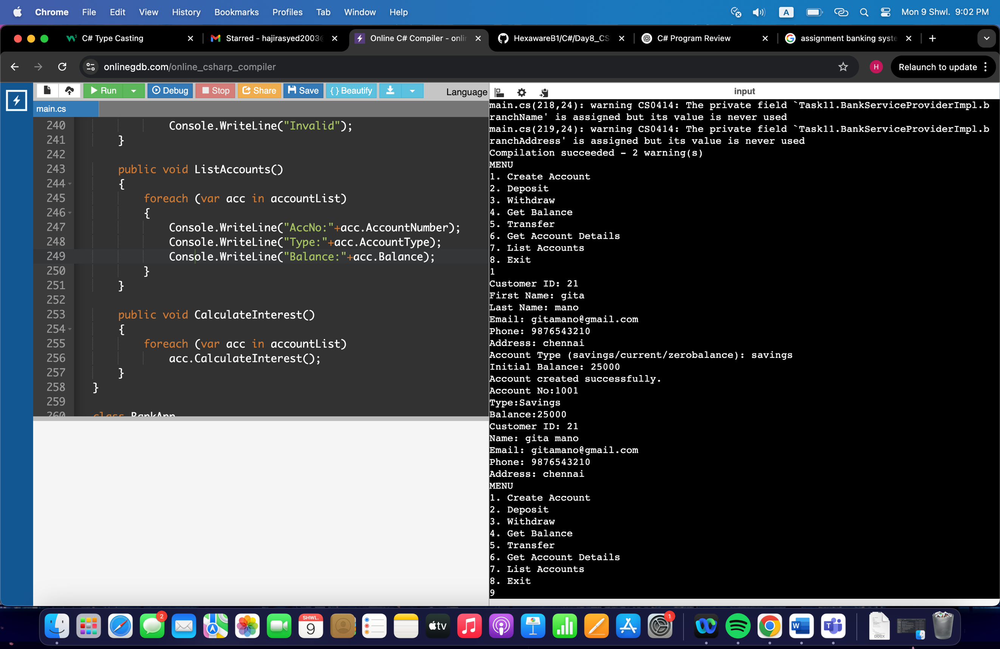 Chrome File Edit View History Bookmarks Profiles Tab Window Help A Mon 9 Shwl. 9:02 PM
C# Type Casting Starred - hajirasyed2003@ Online C# Compiler - onlin HexawareB1/C#/Day8_CS C# Program Review assignment banking syste
onlinegdb.com/online_csharp_compiler H Relaunch to update
Run Debug Stop Share Save {} Beautify Language
main.cs
240 Console.WriteLine("Invalid");
241 }
242
243 public void ListAccounts()
244 {
245 foreach (var acc in accountList)
246 {
247 Console.WriteLine("AccNo:"+acc.AccountNumber);
248 Console.WriteLine("Type:"+acc.AccountType);
249 Console.WriteLine("Balance:"+acc.Balance);
250 }
251 }
252
253 public void CalculateInterest()
254 {
255 foreach (var acc in accountList)
256 acc.CalculateInterest();
257 }
258 }
259
260 class BankApp
input
main.cs(218,24): warning CS0414: The private field `Task11.BankServiceProviderImpl.b
ranchName' is assigned but its value is never used
main.cs(219,24): warning CS0414: The private field `Task11.BankServiceProviderImpl.b
ranchAddress' is assigned but its value is never used
Compilation succeeded - 2 warning(s)
MENU
1. Create Account
2. Deposit
3. Withdraw
4. Get Balance
5. Transfer
6. Get Account Details
7. List Accounts
8. Exit
1
Customer ID: 21
First Name: gita
Last Name: mano
Email: gitamano@gmail.com
Phone: 9876543210
Address: chennai
Account Type (savings/current/zerobalance): savings
Initial Balance: 25000
Account created successfully.
Account No:1001
Type:Savings
Balance:25000
Customer ID: 21
Name: gita mano
Email: gitamano@gmail.com
Phone: 9876543210
Address: chennai
MENU
1. Create Account
2. Deposit
3. Withdraw
4. Get Balance
5. Transfer
6. Get Account Details
7. List Accounts
8. Exit
9
2 SHWL. 9 tv 1 W T DOCX